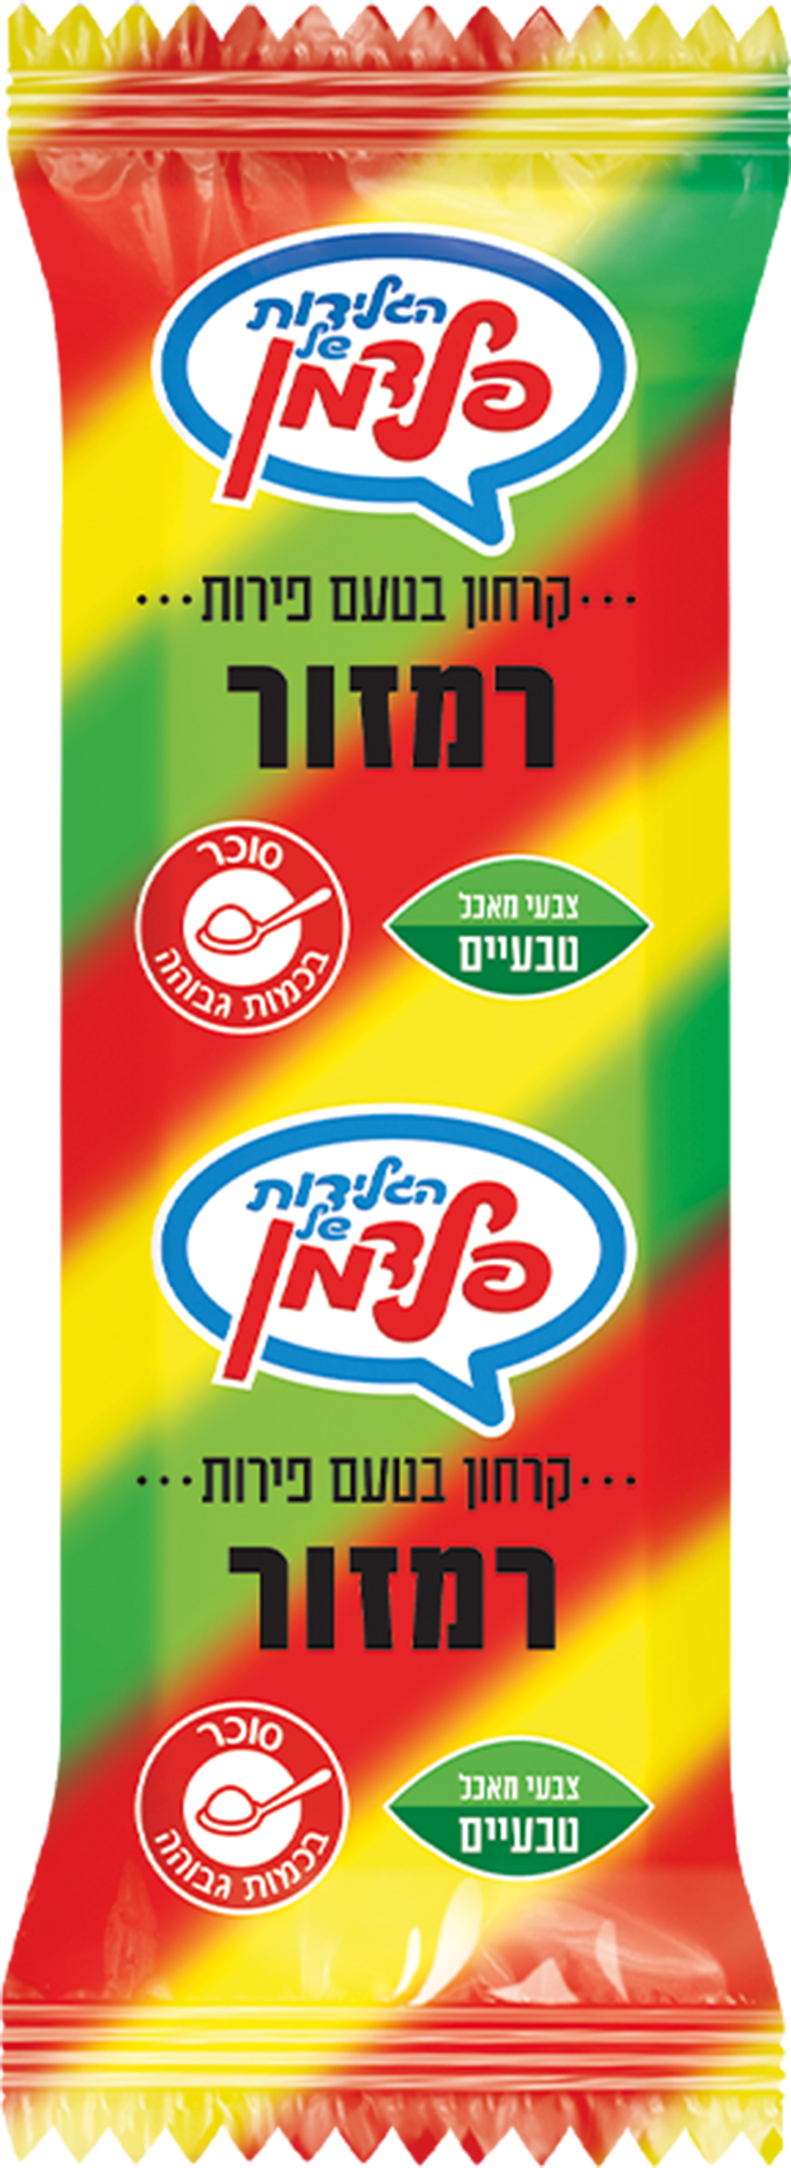 הגלידות
של
פלדמן
···קרחון בטעם פירות···
רמזור
סוכר
בכמות גבוהה
צבעי מאכל
טבעיים
הגלידות
של
פלדמן
···קרחון בטעם פירות···
רמזור
סוכר
בכמות גבוהה
צבעי מאכל
טבעיים